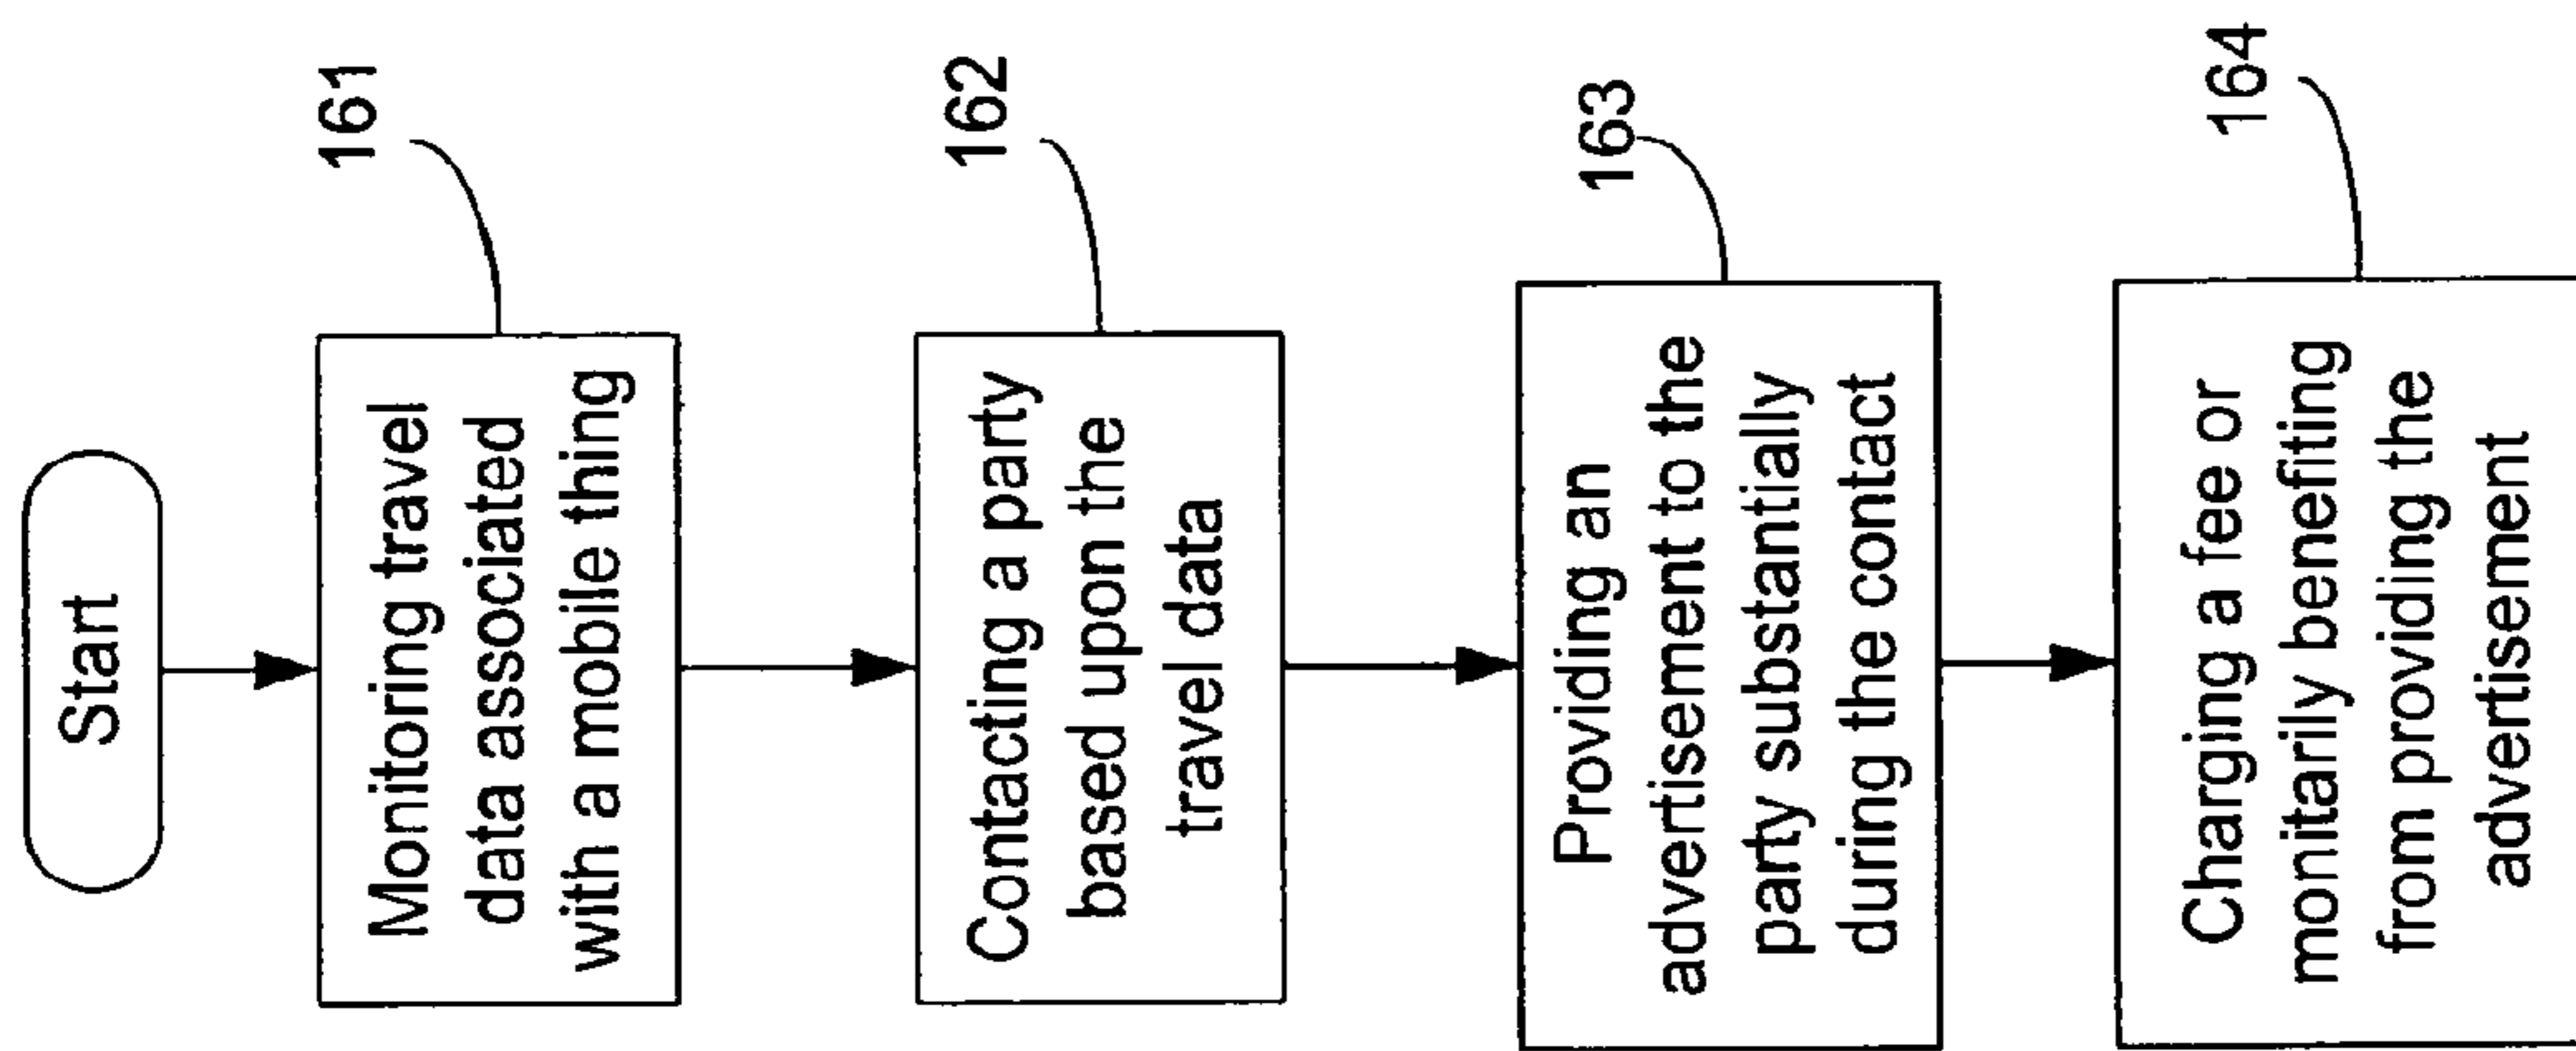 Start
161
Monitoring travel
data associated
with a mobile thing
162
Contacting a party
based upon the
travel data
163
Providing an
advertisement to the
party substantially
during the contact
164
Charging a fee or
monitarily benefiting
from providing the
advertisement